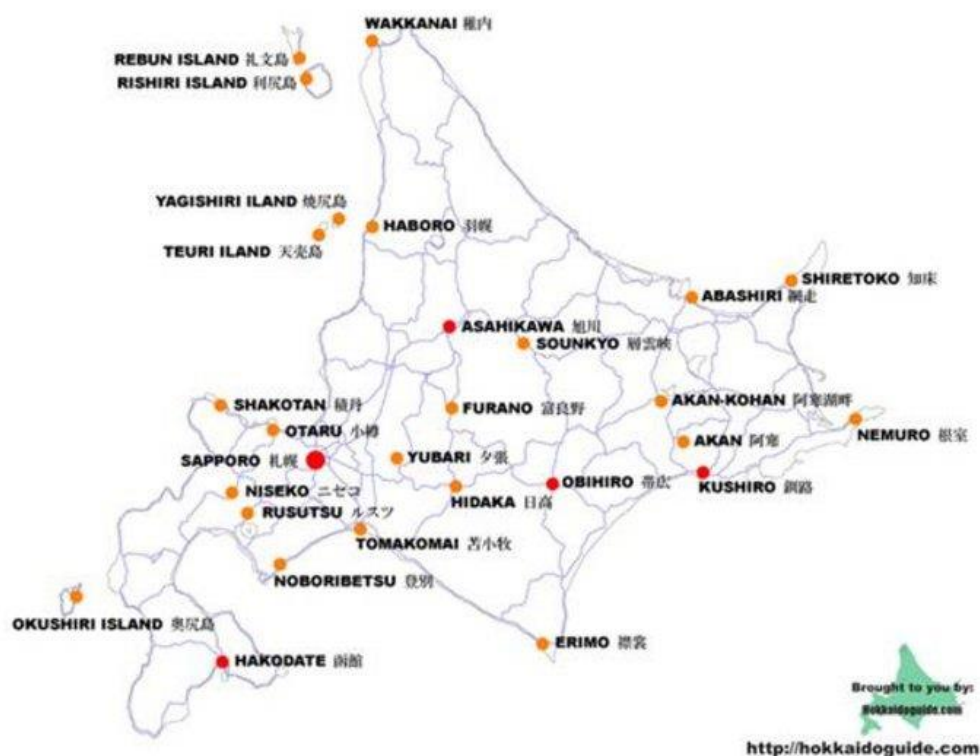 WAKKANAI 稚内
REBUN ISLAND 礼文島
RISHIRI ISLAND 利尻島
YAGISHIRI ILAND 焼尻島
HABORO 羽幌
TEURI ILAND 天売島
SHIRETOKO 知床
ABASHIRI 網走
ASAHIKAWA 旭川
SOUNKYO 層雲峡
SHAKOTAN 積丹
FURANO 富良野
AKAN-KOHAN 阿寒湖畔
OTARU 小樽
NEMURO 根室
AKAN 阿寒
SAPPORO 札幌
YUBARI 夕張
OBIHIRO 帯広
KUSHIRO 釧路
NISEKO ニセコ
HIDAKA 日高
RUSUTSU ルスツ
TOMAKOMAI 苫小牧
NOBORIBETSU 登別
OKUSHIRI ISLAND 奥尻島
ERIMO 襟裳
HAKODATE 函館
Brought to you by:
Hokkaidoguide.com
http://hokkaidoguide.com